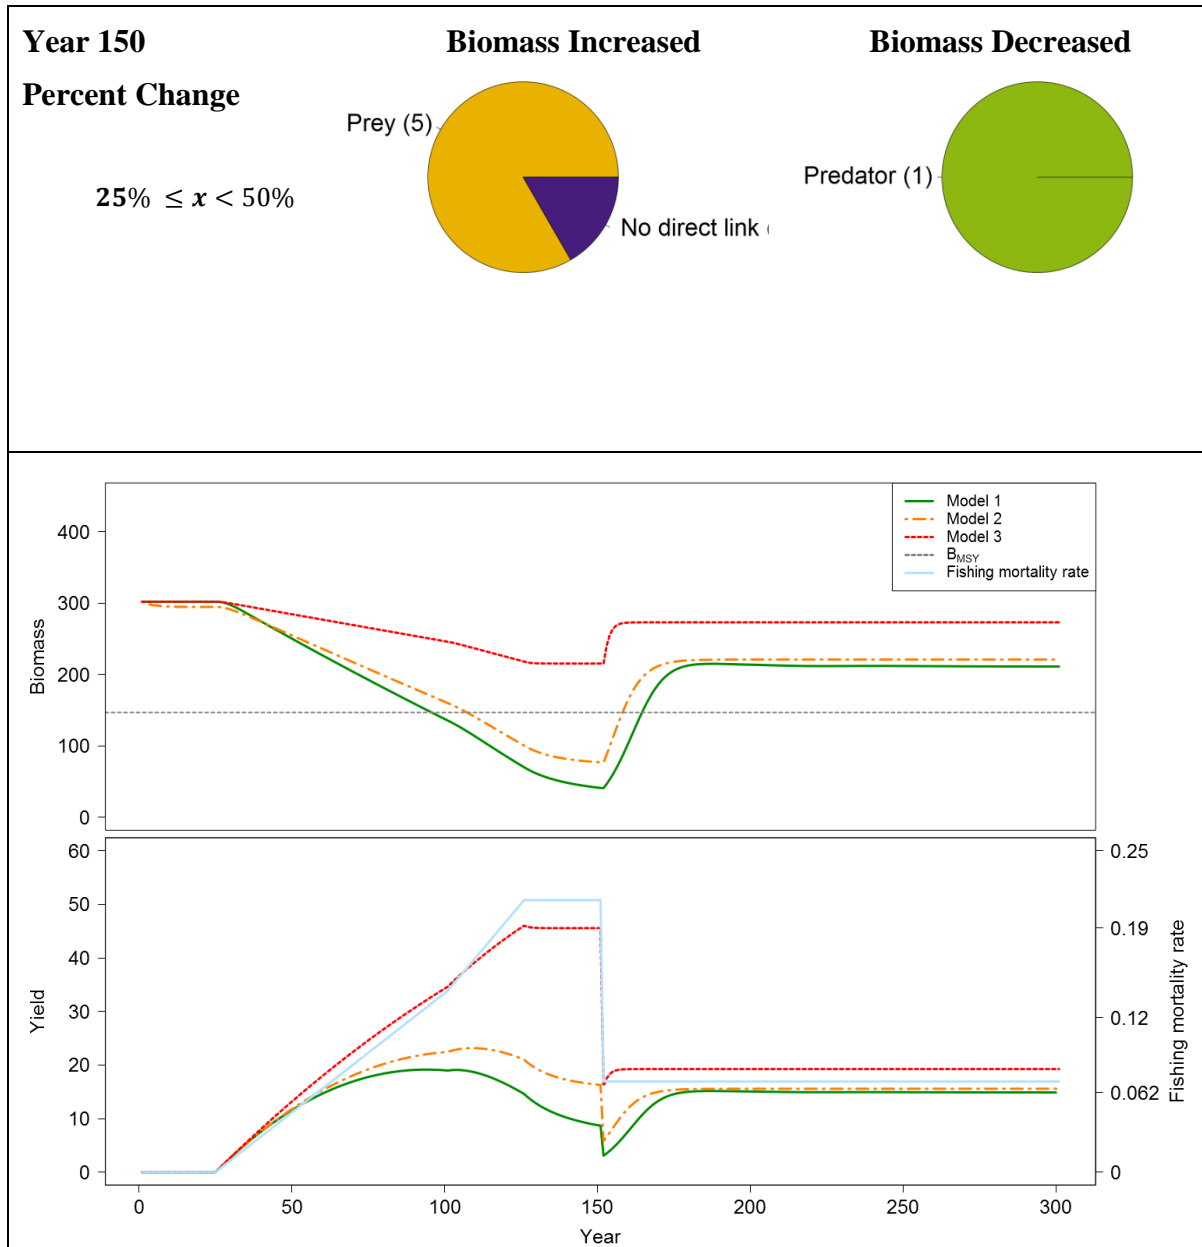 Year 150
Percent Change
25% ≤ x < 50%
Biomass Increased
Prey (5)
No direct link
Biomass Decreased
Predator (1)
Model 1
Model 2
Model 3
BMSY
Fishing mortality rate
Biomass
400
300
200
100
0
Yield
60
50
40
30
20
10
0
0.25
0.19
0.12
0.062
0
Fishing mortality rate
0
50
100
150
200
250
300
Year